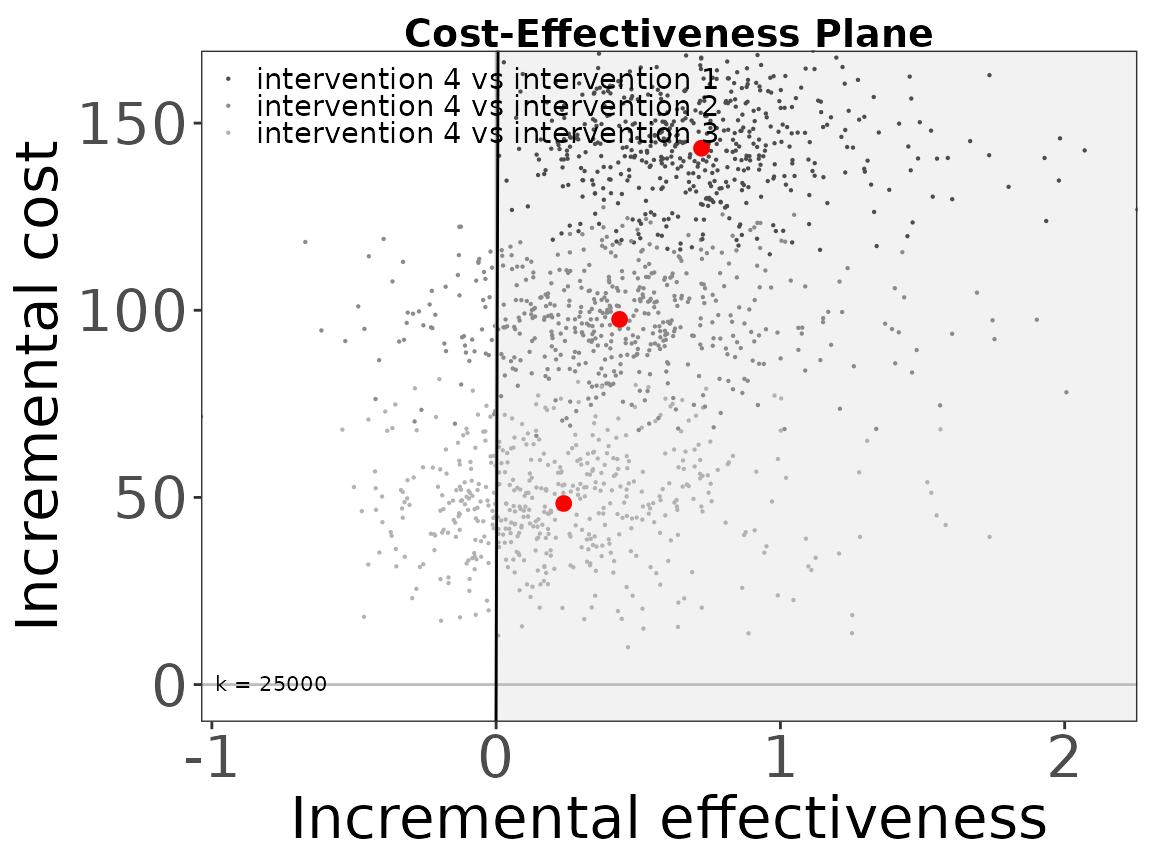 Cost-Effectiveness Plane
intervention 4 vs intervention 1
intervention 4 vs intervention 2
intervention 4 vs intervention 3
150
100
50
0
k = 25000
-1
0
1
2
Incremental cost
Incremental effectiveness